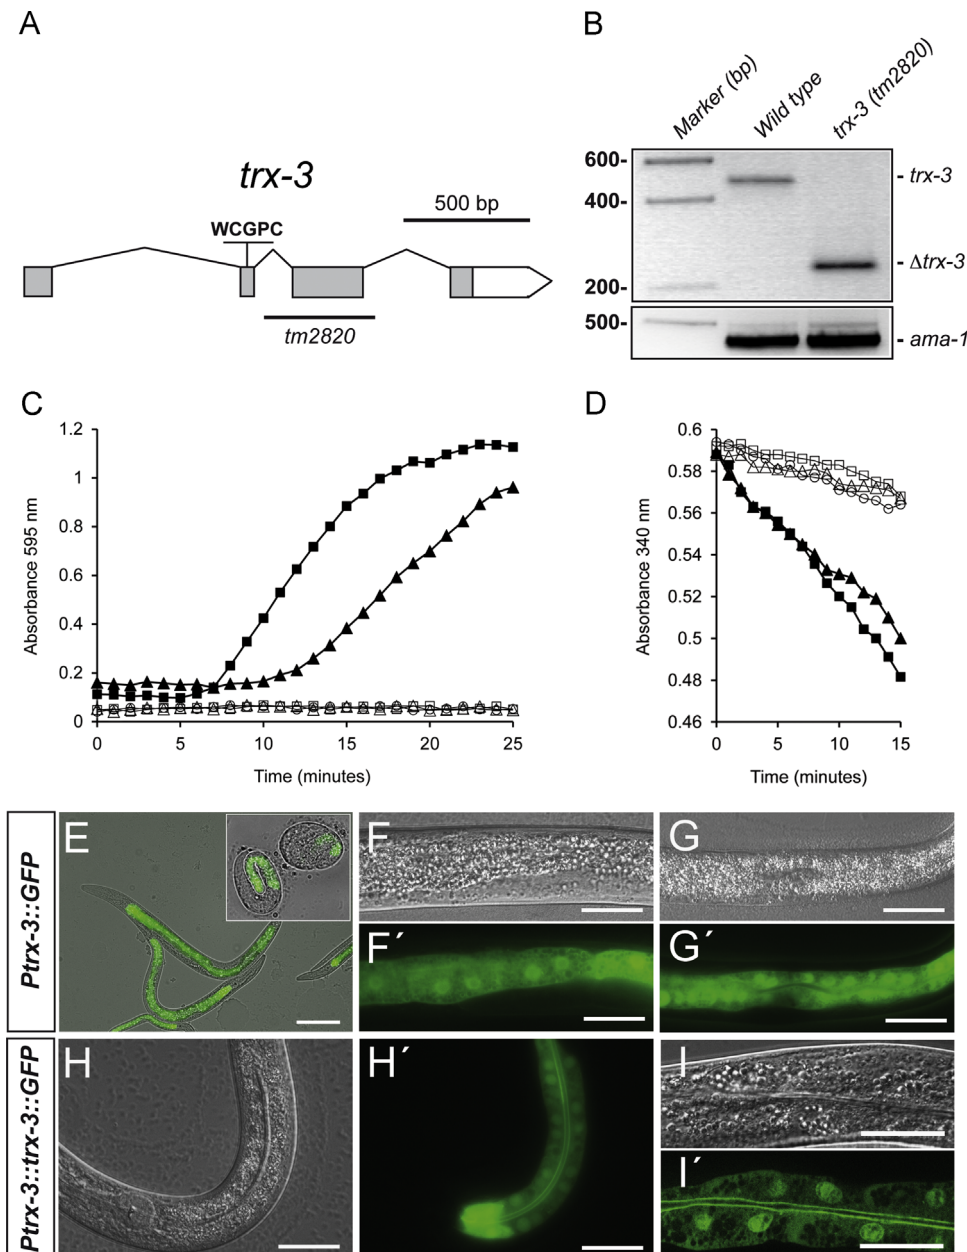 A
trx-3
500 bp
WCGPC
tm2820
B
Marker (bp)
Wild type
trx-3 (tm2820)
600-
- trx-3
400-
- Δtrx-3
200-
500-
- ama-1
C
1.2
1
0.8
0.6
0.4
0.2
0
Absorbance 595 nm
0 5 10 15 20 25
Time (minutes)
D
0.6
0.58
0.56
0.54
0.52
0.5
0.48
0.46
Absorbance 340 nm
0 5 10 15
Time (minutes)
Ptrx-3::GFP
E
F
G
F´
G´
Ptrx-3::trx-3::GFP
H
H´
I
I´